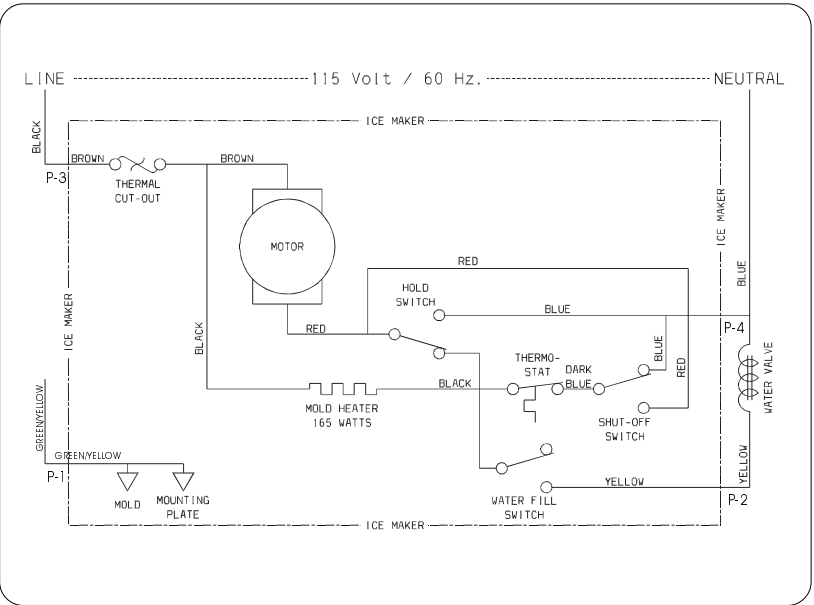 LINE 115 Volt / 60 Hz. NEUTRAL
BLACK
ICE MAKER
BROWN
BROWN
P-3
THERMAL
CUT-OUT
ICE MAKER
MOTOR
RED
BLUE
HOLD
SWITCH
BLUE
ICE MAKER
RED
P-4
BLACK
BLUE
RED
THERMO-
STAT
DARK
BLUE
WATER VALVE
BLACK
MOLD HEATER
165 WATTS
SHUT-OFF
SWITCH
GREEN/YELLOW
GREEN/YELLOW
P-1
YELLOW
YELLOW
P-2
MOLD
MOUNTING
PLATE
WATER FILL
SWITCH
ICE MAKER